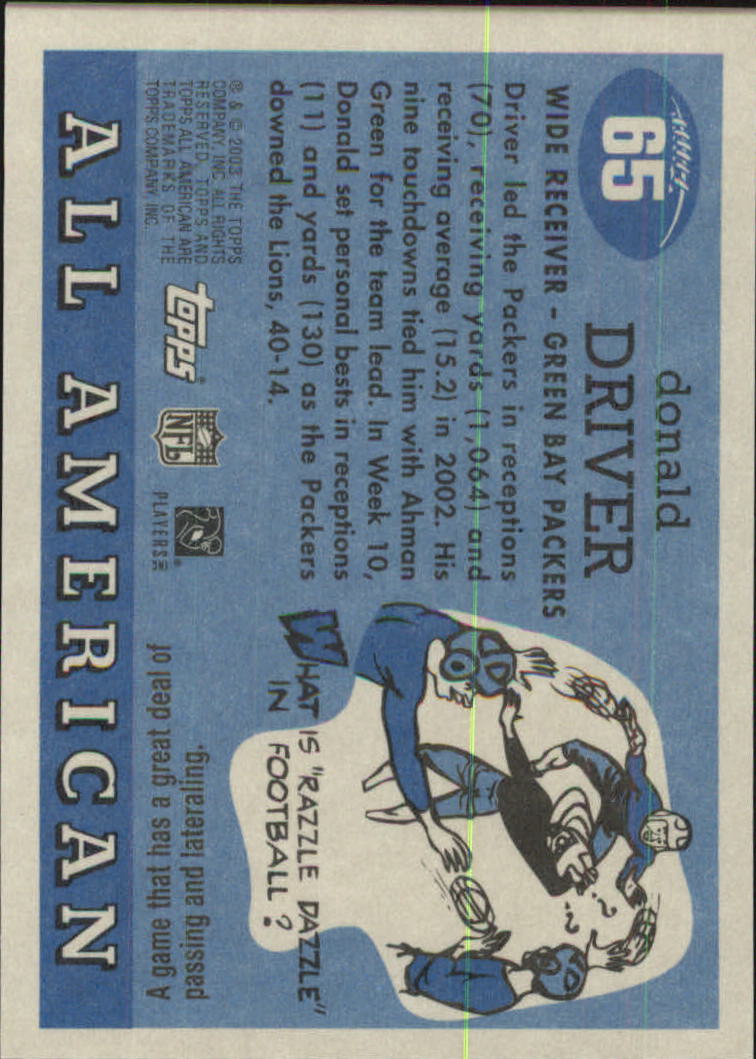 65
donald
DRIVER
WIDE RECEIVER - GREEN BAY PACKERS
Driver led the Packers in receptions
(70), receiving yards (1,064) and
receiving average (15.2) in 2002. His
nine touchdowns tied him with Ahman
Green for the team lead. In Week 10,
Donald set personal bests in receptions
(11) and yards (130) as the Packers
downed the Lions, 40-14.
WHAT IS "RAZZLE DAZZLE"
IN FOOTBALL?
A game that has a great deal of
passing and lateraling.
® & © 2003 THE TOPPS
COMPANY, INC. ALL RIGHTS
RESERVED. TOPPS AND
TOPPS ALL AMERICAN ARE
TRADEMARKS OF THE
TOPPS COMPANY, INC.
topps®
NFL
PLAYERS INC
ALL AMERICAN